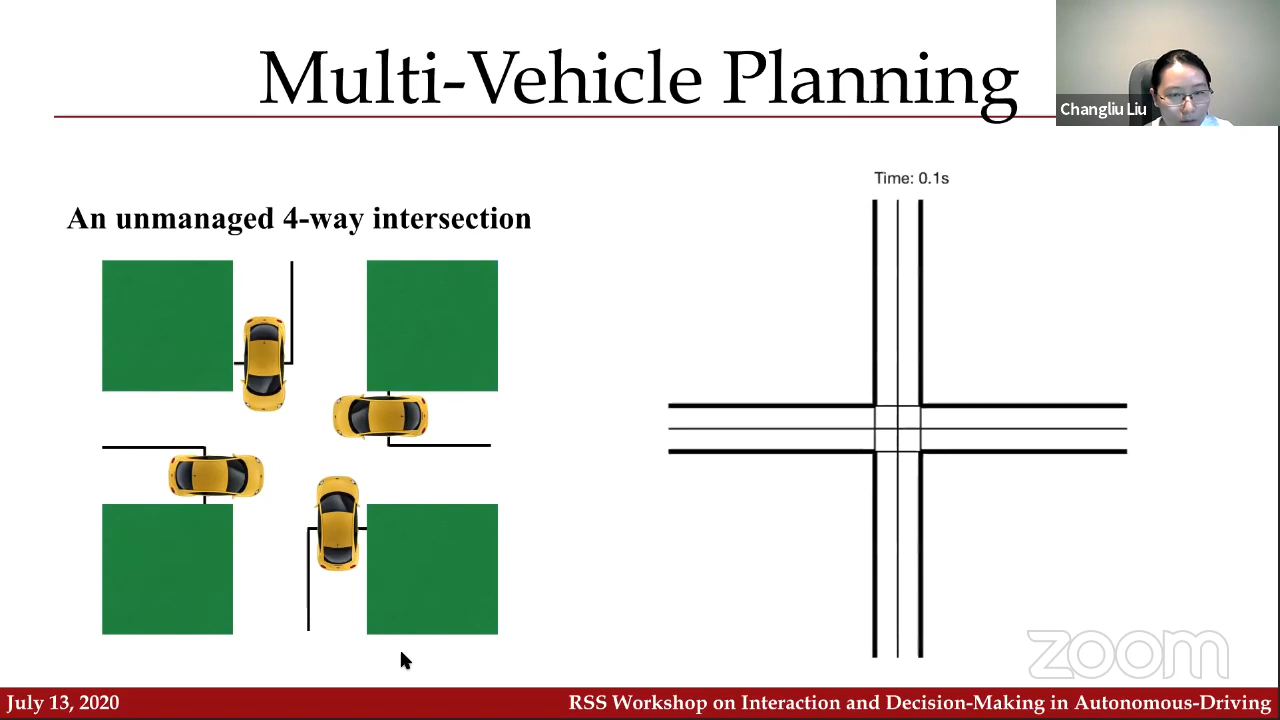 Multi-Vehicle Planning
Changliu Liu
Time: 0.1s
An unmanaged 4-way intersection
zoom
July 13, 2020
RSS Workshop on Interaction and Decision-Making in Autonomous-Driving